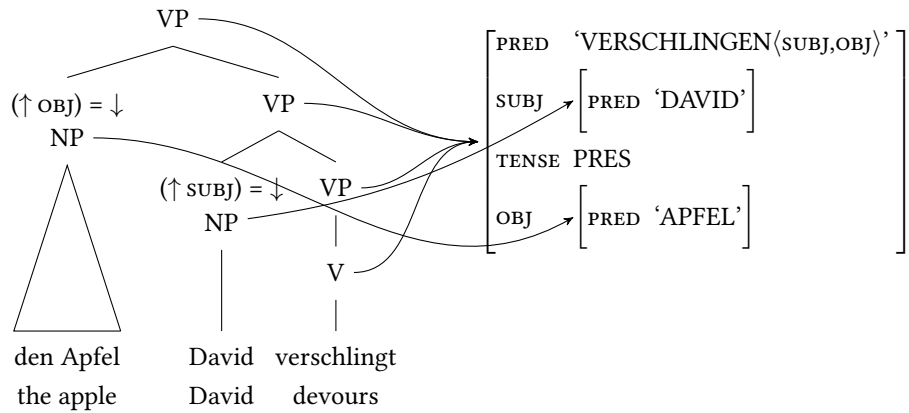 VP
[PRED ‘VERSCHLINGEN⟨SUBJ,OBJ⟩’]
(↑ OBJ) = ↓ VP SUBJ [PRED ‘DAVID’]
NP
TENSE PRES
(↑ SUBJ) = ↓ VP
NP OBJ [PRED ‘APFEL’]
V
den Apfel David verschlingt
the apple David devours